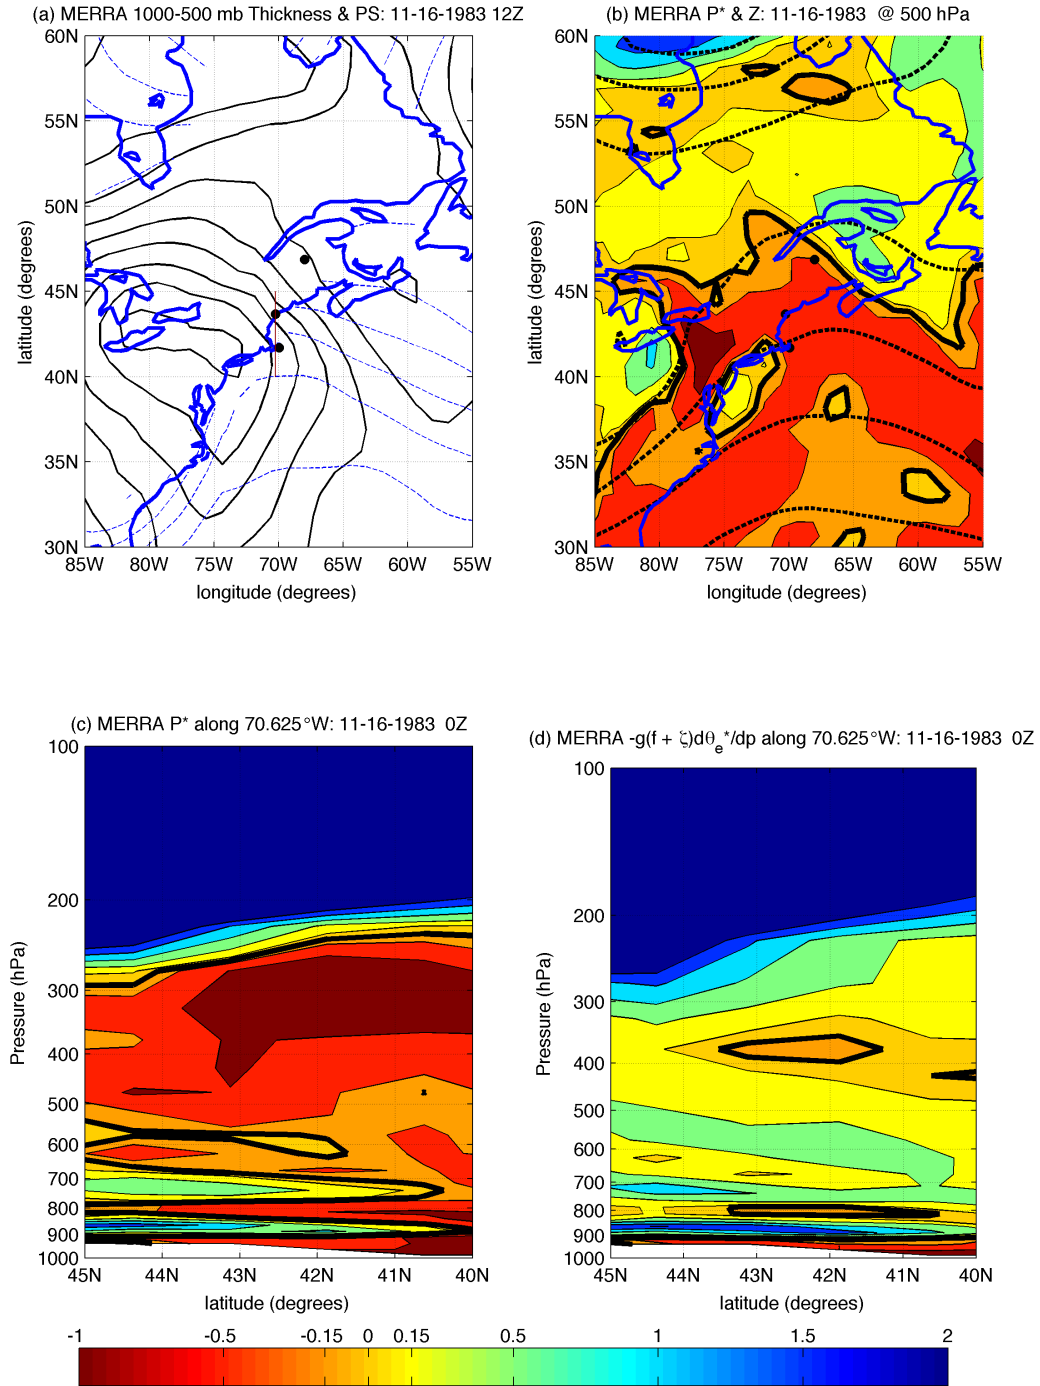 (a) MERRA 1000-500 mb Thickness & PS: 11-16-1983 12Z
60N
55N
50N
45N
40N
35N
30N
latitude (degrees)
85W 80W 75W 70W 65W 60W 55W
longitude (degrees)
(b) MERRA P* & Z: 11-16-1983 @ 500 hPa
60N
55N
50N
45N
40N
35N
30N
latitude (degrees)
85W 80W 75W 70W 65W 60W 55W
longitude (degrees)
(c) MERRA P* along 70.625°W: 11-16-1983 0Z
100
200
300
400
500
600
700
800
900
1000
Pressure (hPa)
45N 44N 43N 42N 41N 40N
latitude (degrees)
(d) MERRA -g(f + ζ)dθe*/dp along 70.625°W: 11-16-1983 0Z
100
200
300
400
500
600
700
800
900
1000
Pressure (hPa)
45N 44N 43N 42N 41N 40N
latitude (degrees)
-1 -0.5 -0.15 0 0.15 0.5 1 1.5 2